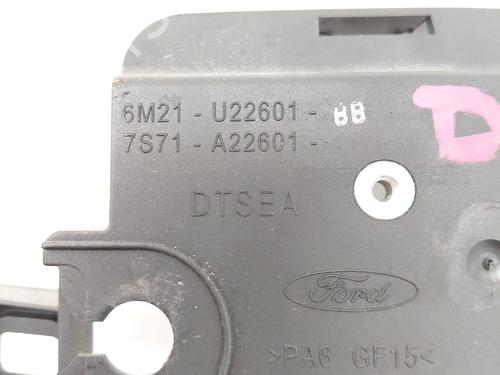 6M21 - U22601 - BB
7S71 - A22601 -
D
DTSEA
Ford
>PA6 GF15<